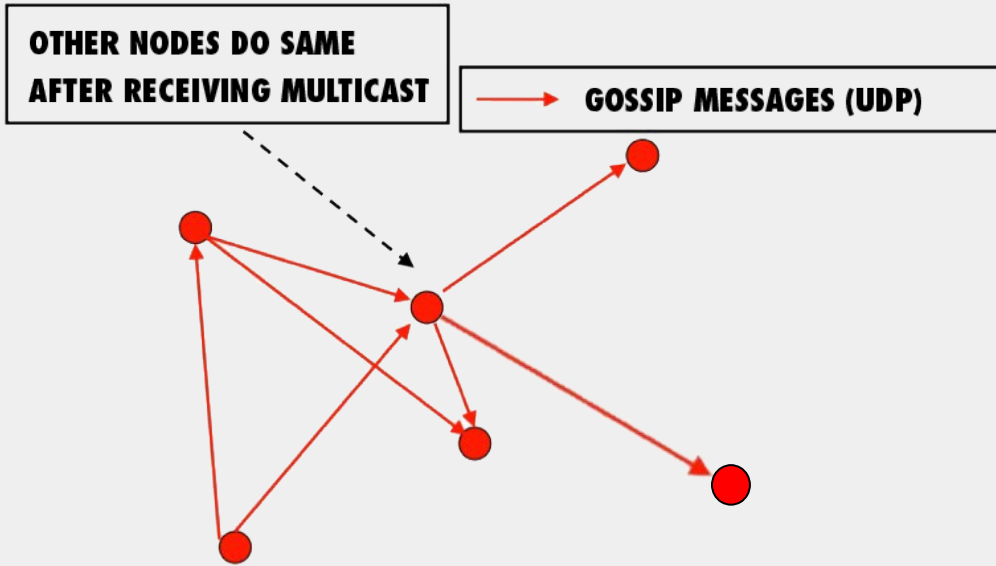 OTHER NODES DO SAME
AFTER RECEIVING MULTICAST
GOSSIP MESSAGES (UDP)